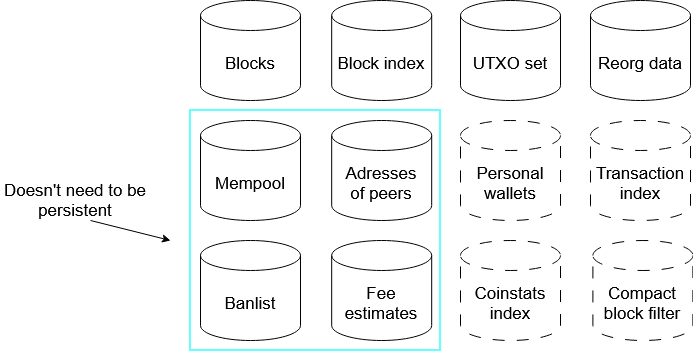 Blocks
Block index
UTXO set
Reorg data
Mempool
Adresses
of peers
Personal
wallets
Transaction
index
Doesn't need to be
persistent
Banlist
Fee
estimates
Coinstats
index
Compact
block filter